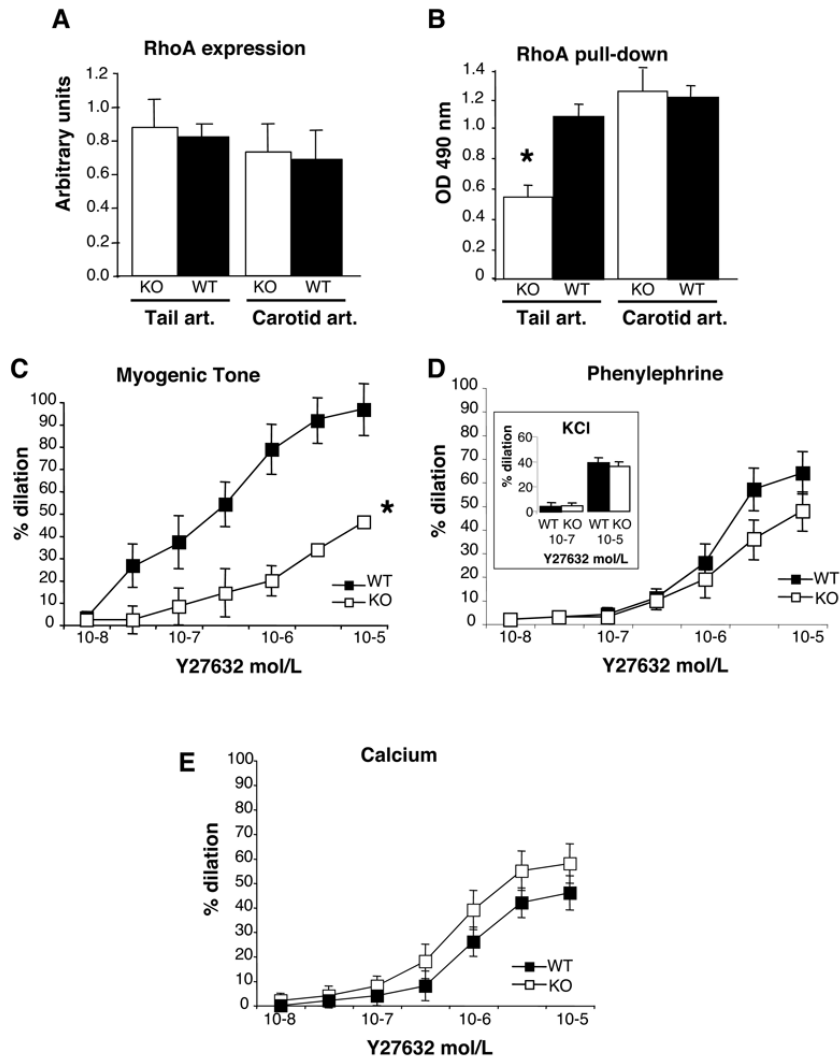 A
RhoA expression
Arbitrary units
1.2
1.0
0.8
0.6
0.4
0.2
0.0
KO WT KO WT
Tail art. Carotid art.
B
RhoA pull-down
OD 490 nm
1.4
1.2
1.0
0.8
0.6
0.4
0.2
0
*
KO WT KO WT
Tail art. Carotid art.
C
Myogenic Tone
% dilation
100
90
80
70
60
50
40
30
20
10
0
*
WT
KO
10-8 10-7 10-6 10-5
Y27632 mol/L
D
Phenylephrine
% dilation
100
90
80
70
60
50
40
30
20
10
0
KCl
% dilation
60
40
20
0
WT KO WT KO
10-7 10-5
Y27632 mol/L
WT
KO
10-8 10-7 10-6 10-5
Y27632 mol/L
E
Calcium
% dilation
100
90
80
70
60
50
40
30
20
10
0
WT
KO
10-8 10-7 10-6 10-5
Y27632 mol/L